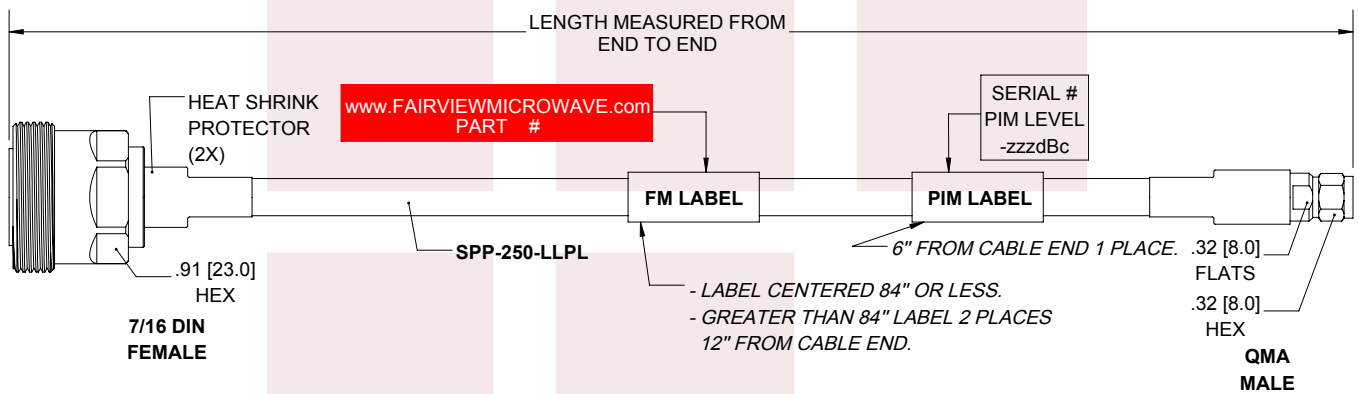 LENGTH MEASURED FROM
END TO END
HEAT SHRINK
PROTECTOR
(2X)
www.FAIRVIEWMICROWAVE.com
PART #
SERIAL #
PIM LEVEL
-zzzdBc
FM LABEL
PIM LABEL
SPP-250-LLPL
6" FROM CABLE END 1 PLACE.
.32 [8.0]
FLATS
.91 [23.0]
HEX
- LABEL CENTERED 84" OR LESS.
- GREATER THAN 84" LABEL 2 PLACES
12" FROM CABLE END.
.32 [8.0]
HEX
7/16 DIN
FEMALE
QMA
MALE